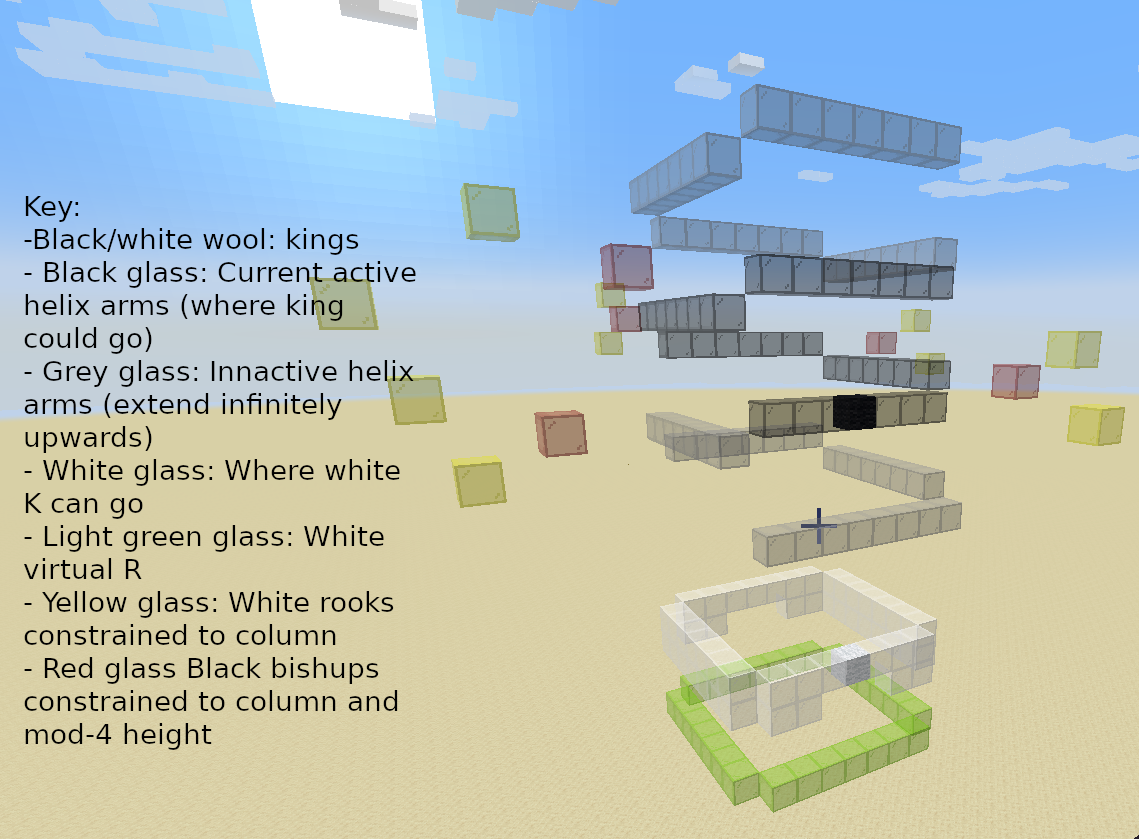 Key:
-Black/white wool: kings
- Black glass: Current active
helix arms (where king
could go)
- Grey glass: Innactive helix
arms (extend infinitely
upwards)
- White glass: Where white
K can go
- Light green glass: White
virtual R
- Yellow glass: White rooks
constrained to column
- Red glass Black bishups
constrained to column and
mod-4 height